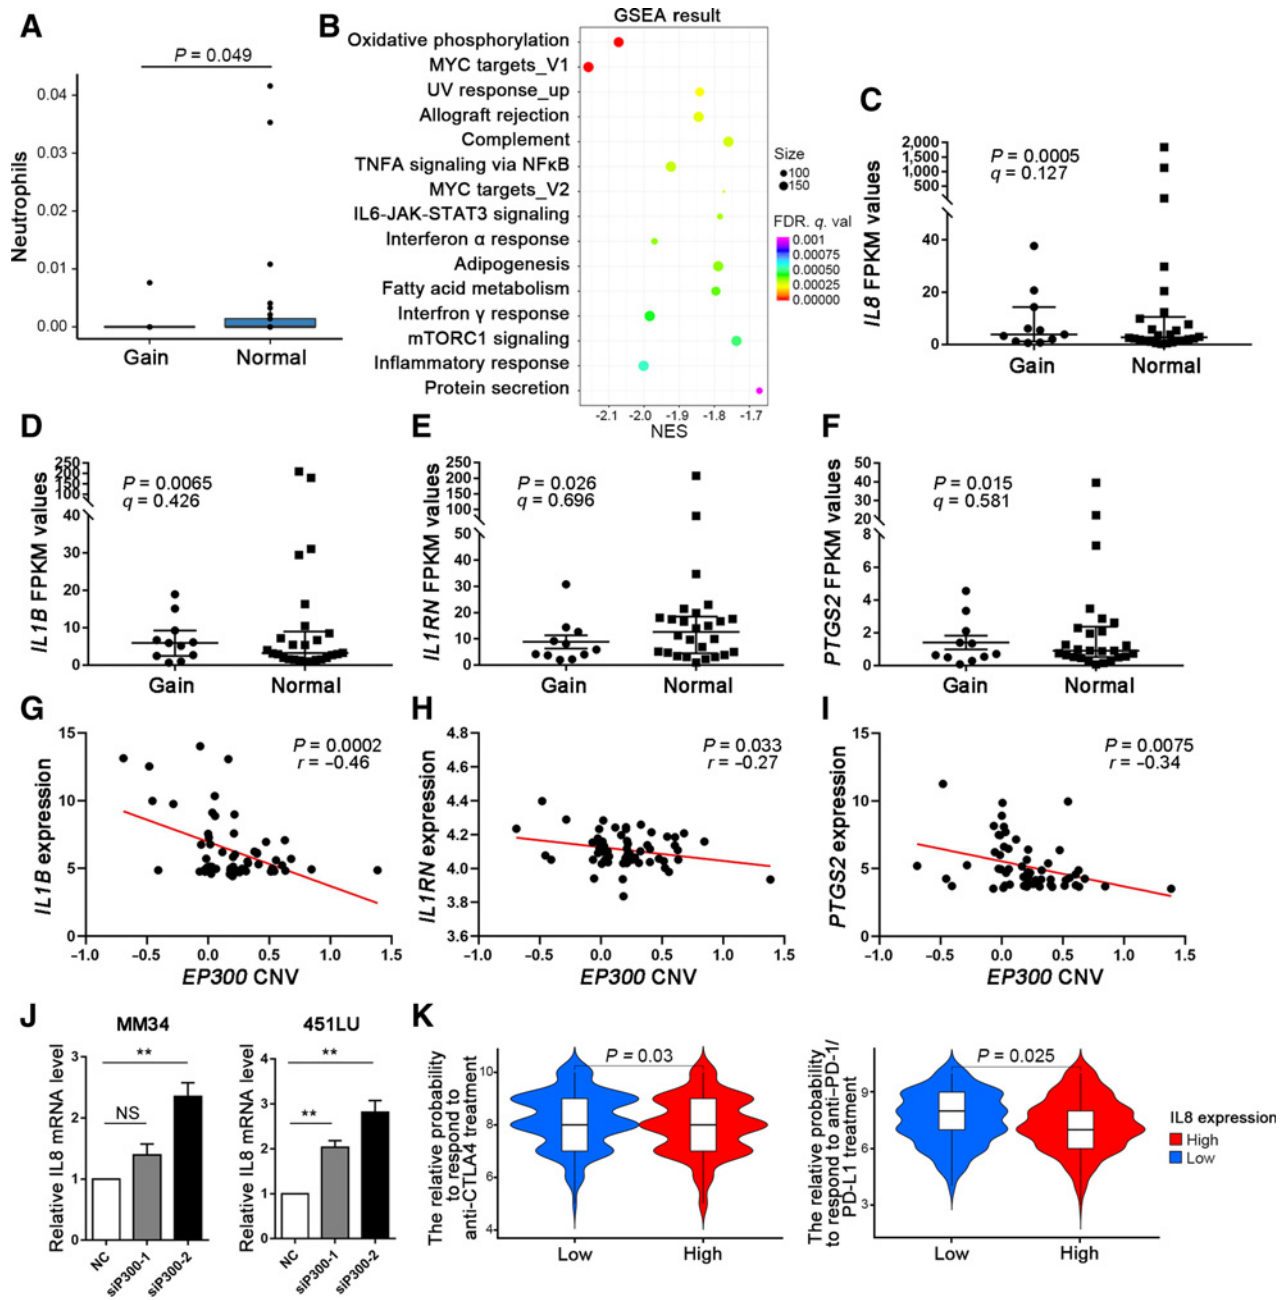 A
P = 0.049
Neutrophils
0.04
0.03
0.02
0.01
0.00
Gain
Normal
B
GSEA result
Oxidative phosphorylation
MYC targets_V1
UV response_up
Allograft rejection
Complement
TNFA signaling via NFκB
MYC targets_V2
IL6-JAK-STAT3 signaling
Interferon α response
Adipogenesis
Fatty acid metabolism
Interfron γ response
mTORC1 signaling
Inflammatory response
Protein secretion
-2.1 -2.0 -1.9 -1.8 -1.7
NES
Size
100
150
FDR. q. val
0.001
0.00075
0.00050
0.00025
0.00000
C
IL8 FPKM values
2,000
1,500
1,000
500
40
20
0
P = 0.0005
q = 0.127
Gain
Normal
D
IL1B FPKM values
250
200
150
100
40
30
20
10
0
P = 0.0065
q = 0.426
Gain
Normal
E
IL1RN FPKM values
250
200
150
100
50
40
30
20
10
0
P = 0.026
q = 0.696
Gain
Normal
F
PTGS2 FPKM values
50
40
30
20
8
6
4
2
0
P = 0.015
q = 0.581
Gain
Normal
G
IL1B expression
15
10
5
0
P = 0.0002
r = –0.46
–1.0 –0.5 0.0 0.5 1.0 1.5
EP300 CNV
H
IL1RN expression
4.8
4.6
4.4
4.2
4.0
3.8
3.6
P = 0.033
r = –0.27
–1.0 –0.5 0.0 0.5 1.0 1.5
EP300 CNV
I
PTGS2 expression
15
10
5
0
P = 0.0075
r = –0.34
–1.0 –0.5 0.0 0.5 1.0 1.5
EP300 CNV
J
MM34
Relative IL8 mRNA level
3
2
1
0
**
NS
NC
siP300-1
siP300-2
451LU
Relative IL8 mRNA level
4
3
2
1
0
**
**
NC
siP300-1
siP300-2
K
The relative probability
to respond to
anti-CTLA4 treatment
10
8
6
4
P = 0.03
Low
High
The relative probability
to respond to anti–PD-1/
PD-L1 treatment
9
6
3
P = 0.025
Low
High
IL8 expression
High
Low